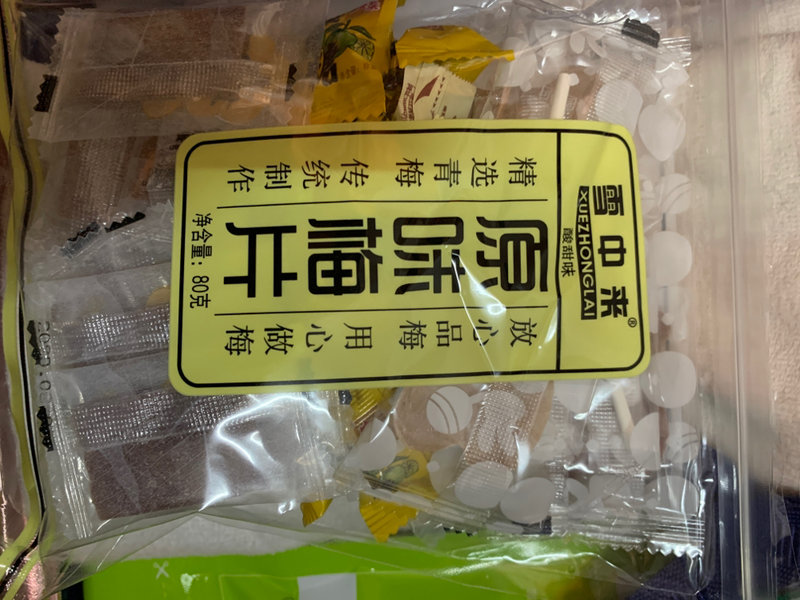 雪中来®
XUEZHONGLAI
酸甜味
精选青梅 传统制作
原味梅片
放心品梅 用心做梅
净含量: 80克